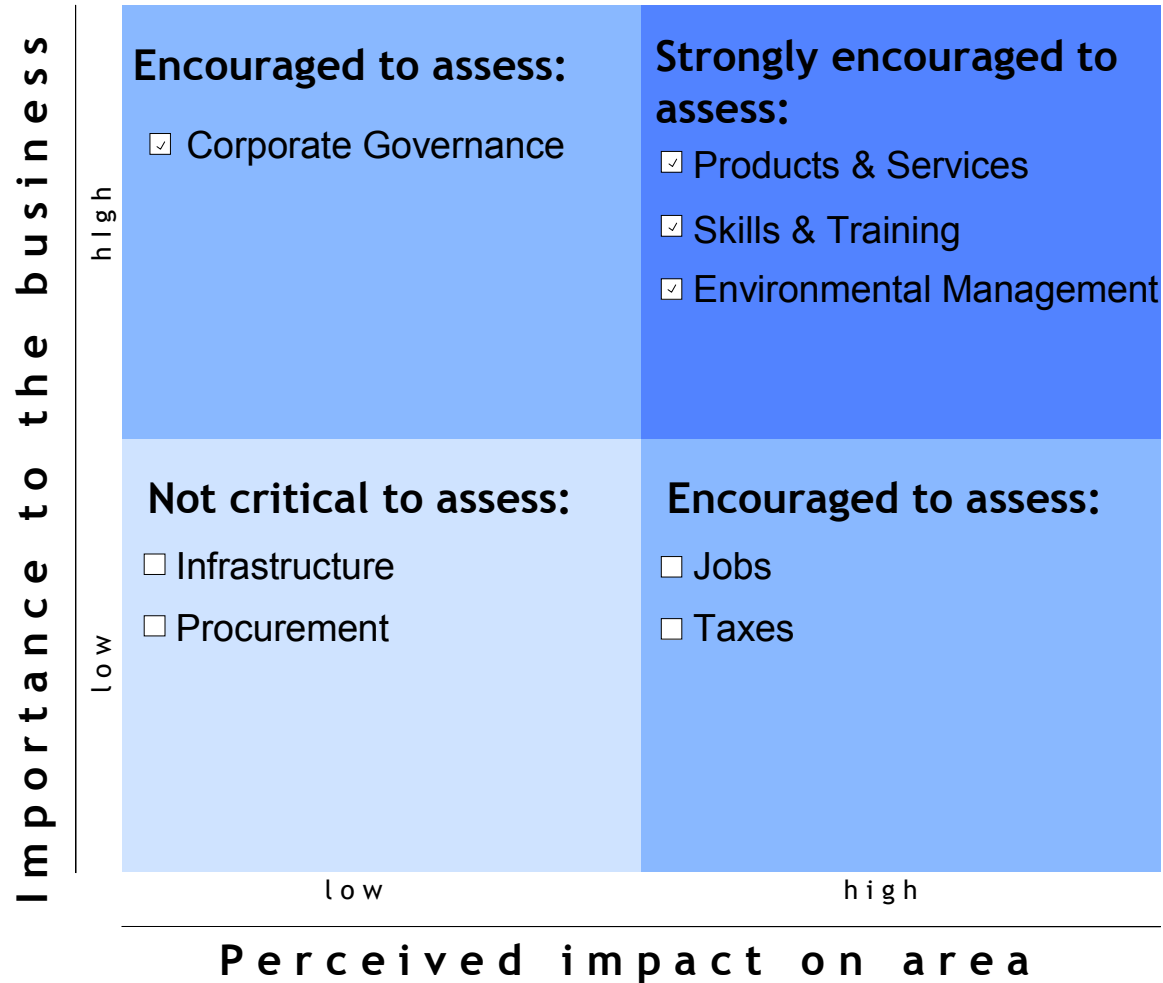 Importance to the business
high
low
Encouraged to assess:
Corporate Governance
Strongly encouraged to
assess:
Products & Services
Skills & Training
Environmental Management
Not critical to assess:
Infrastructure
Procurement
Encouraged to assess:
Jobs
Taxes
low
high
Perceived impact on area